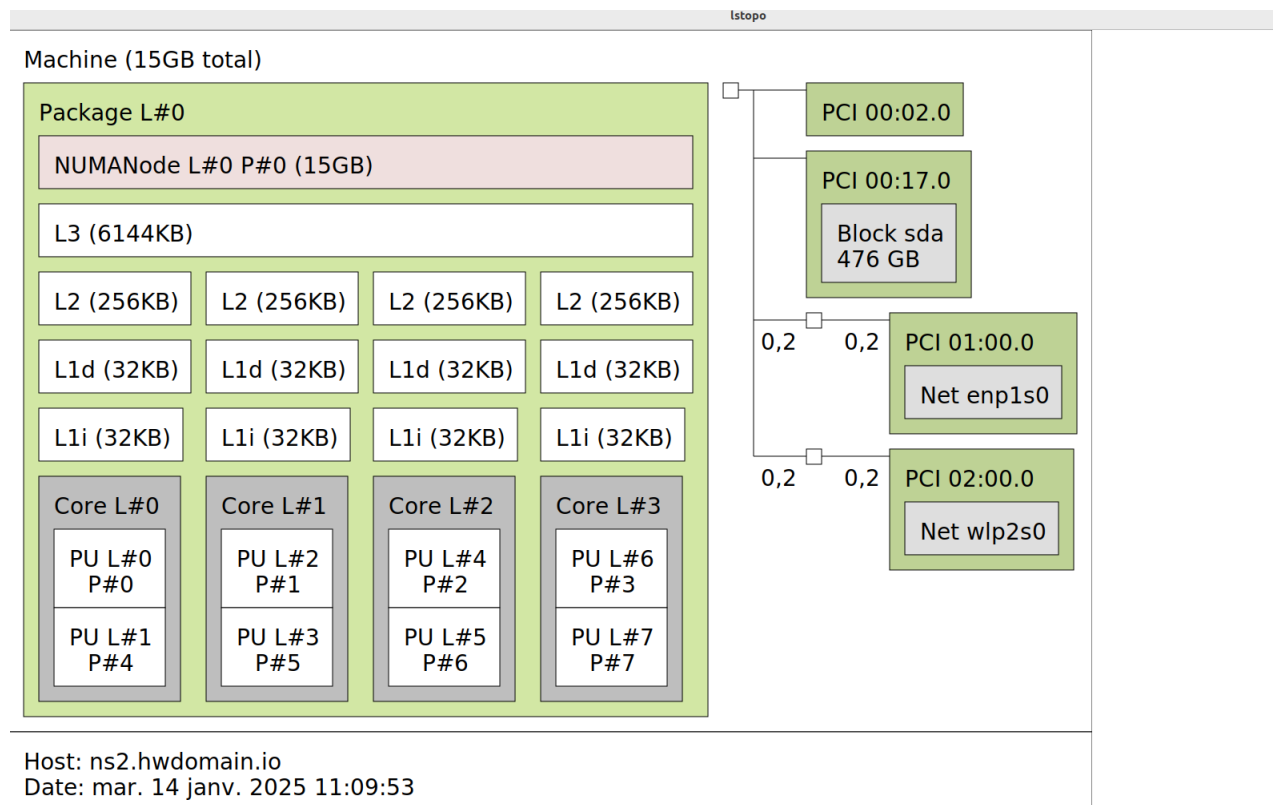 lstopo
Machine (15GB total)
Package L#0
NUMANode L#0 P#0 (15GB)
L3 (6144KB)
L2 (256KB)
L2 (256KB)
L2 (256KB)
L2 (256KB)
L1d (32KB)
L1d (32KB)
L1d (32KB)
L1d (32KB)
L1i (32KB)
L1i (32KB)
L1i (32KB)
L1i (32KB)
Core L#0
PU L#0
P#0
PU L#1
P#4
Core L#1
PU L#2
P#1
PU L#3
P#5
Core L#2
PU L#4
P#2
PU L#5
P#6
Core L#3
PU L#6
P#3
PU L#7
P#7
PCI 00:02.0
PCI 00:17.0
Block sda
476 GB
0,2
0,2
PCI 01:00.0
Net enp1s0
0,2
0,2
PCI 02:00.0
Net wlp2s0
Host: ns2.hwdomain.io
Date: mar. 14 janv. 2025 11:09:53